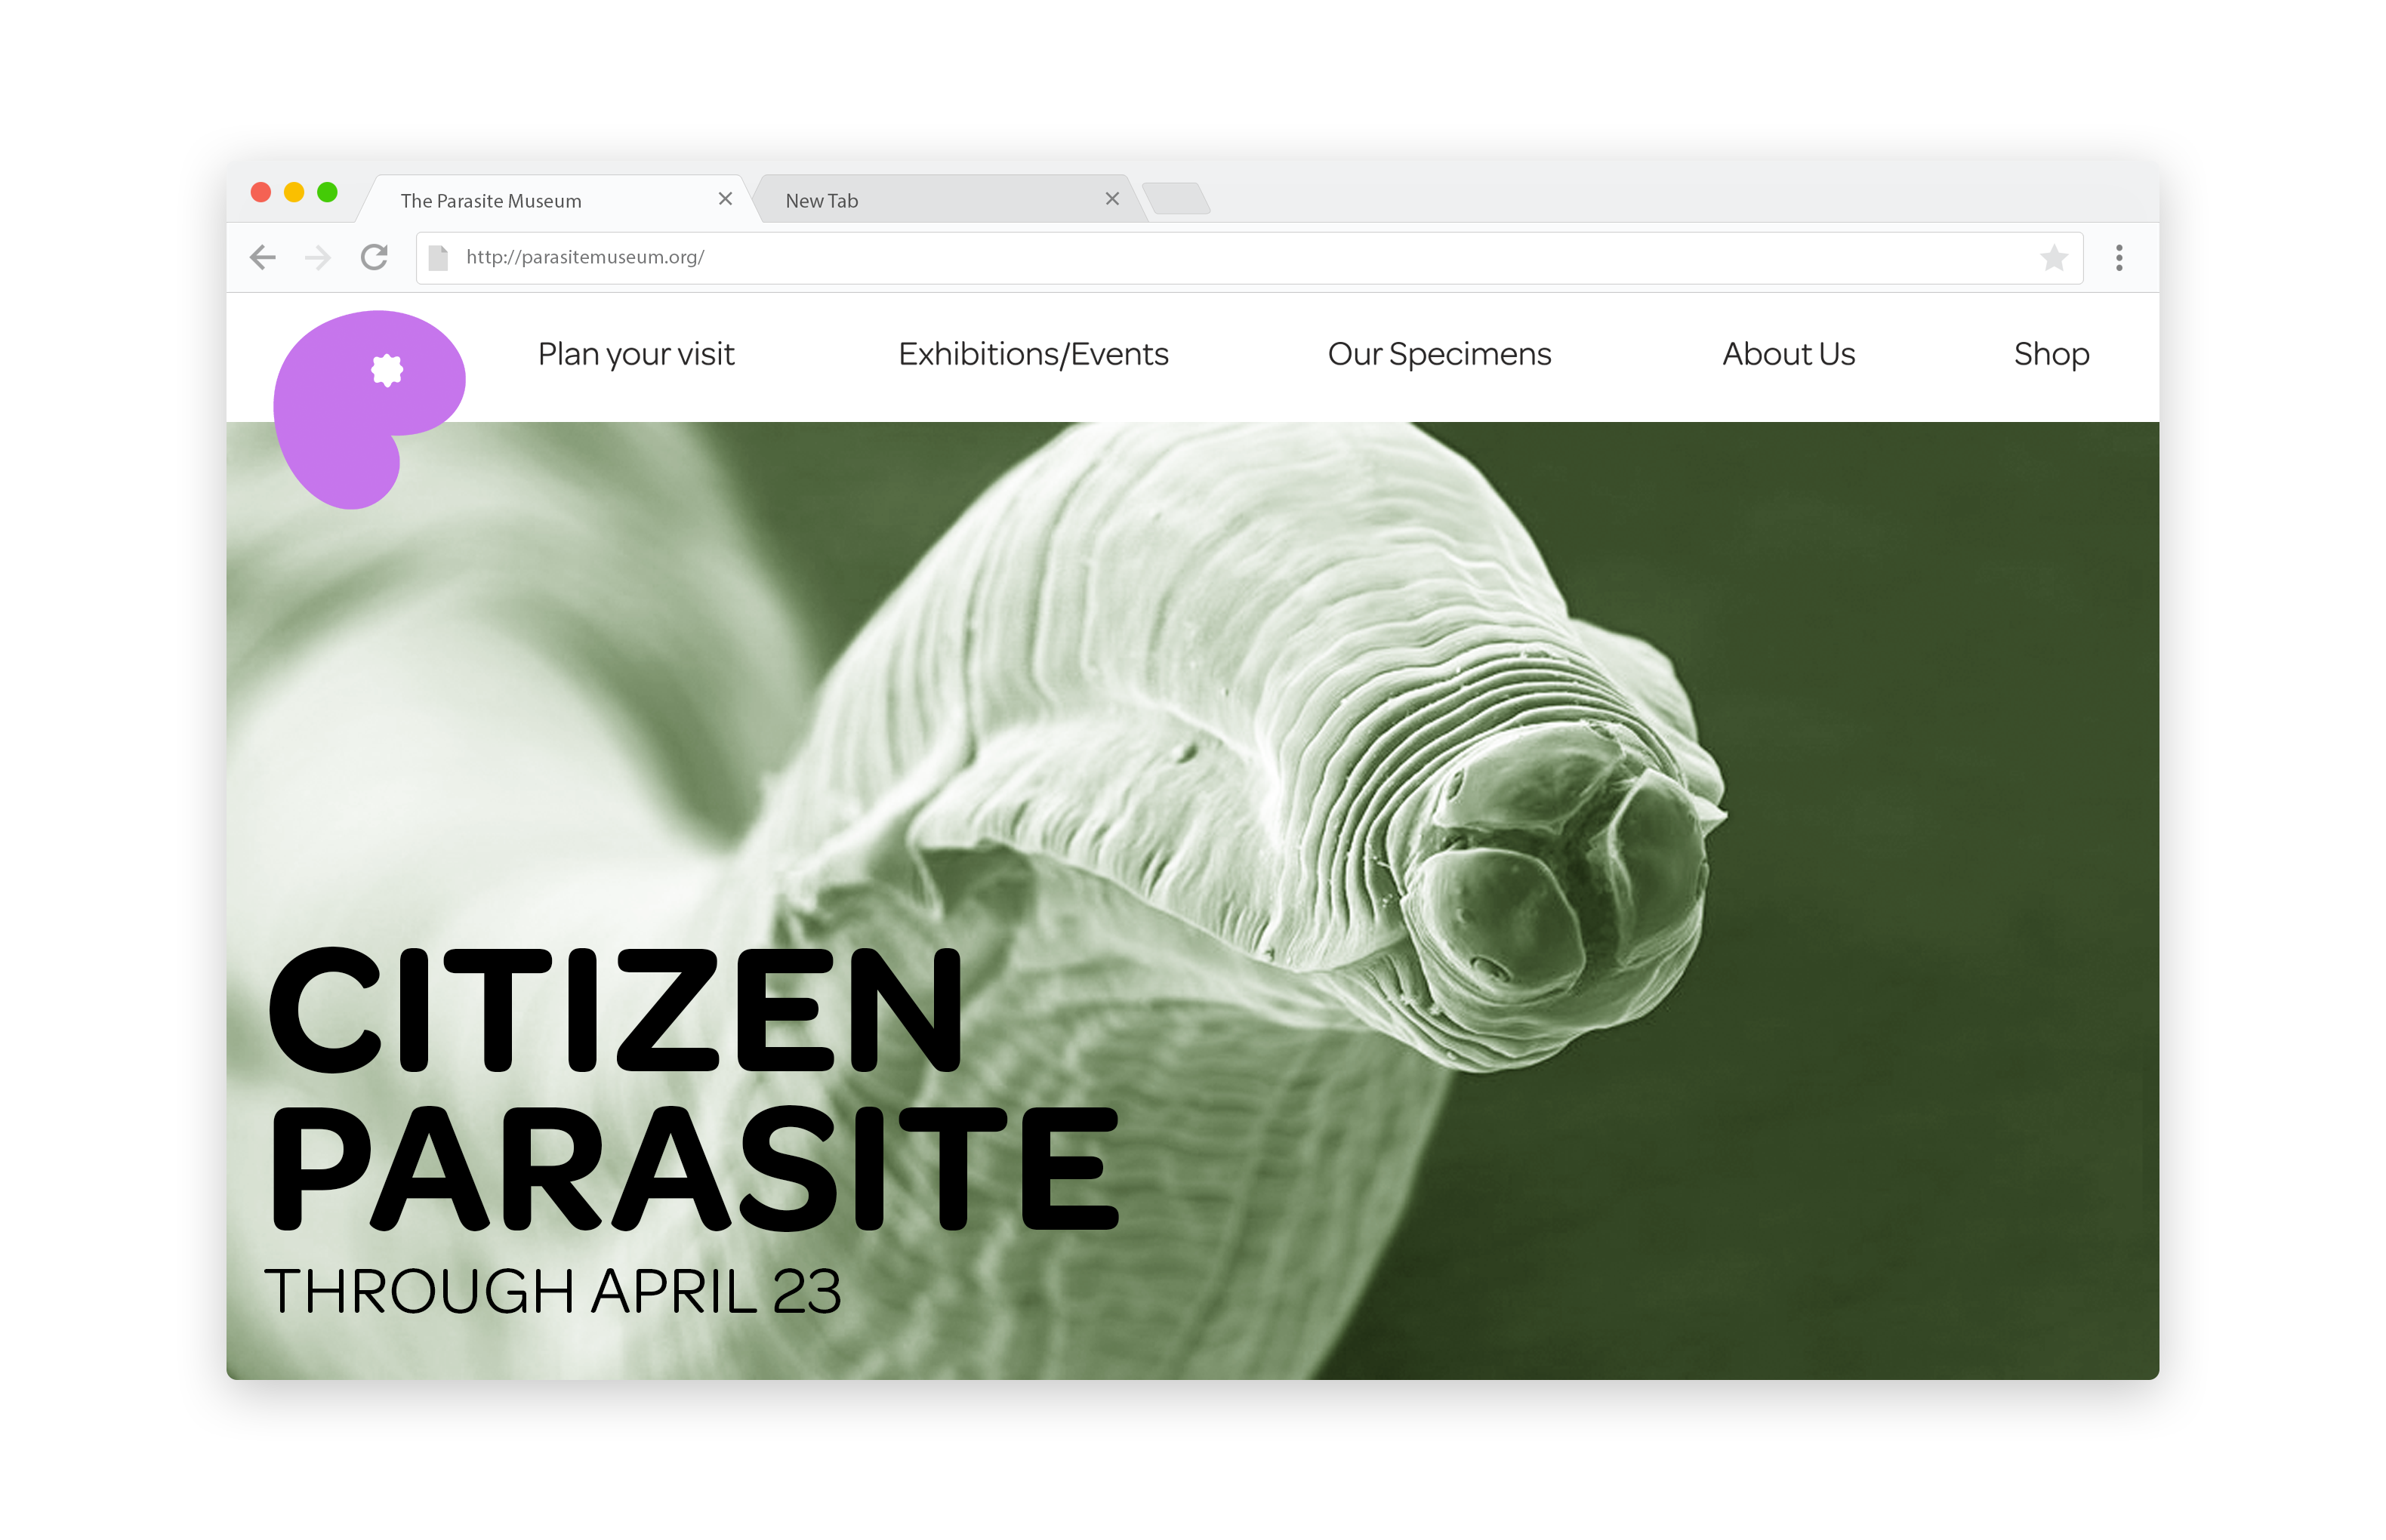 The Parasite Museum
New Tab
http://parasitemuseum.org/
Plan your visit
Exhibitions/Events
Our Specimens
About Us
Shop
CITIZEN
PARASITE
THROUGH APRIL 23